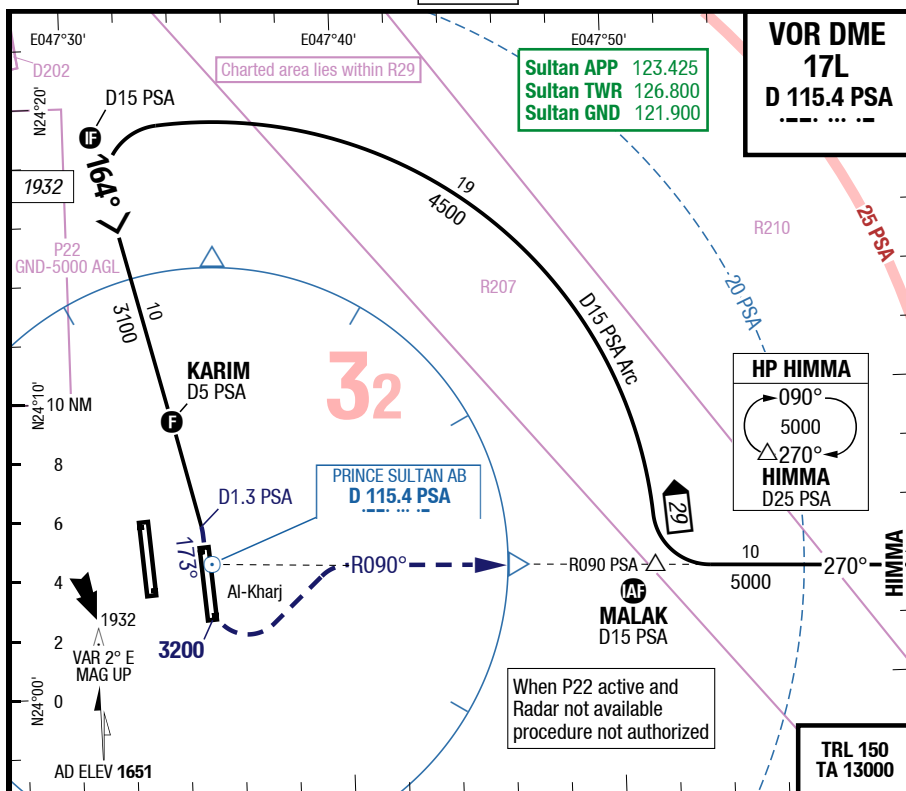 E047°30'
E047°40'
E047°50'
VOR DME
17L
D 115.4 PSA
D202
Charted area lies within R29
Sultan APP 123.425
Sultan TWR 126.800
Sultan GND 121.900
N24°20'
D15 PSA
IF
164°
1932
19
4500
R210
25 PSA
P22
GND-5000 AGL
R207
20 PSA
10
3100
D15 PSA Arc
KARIM
D5 PSA
F
32
HP HIMMA
090°
5000
270°
HIMMA
D25 PSA
N24°10'
10 NM
8
6
4
2
0
D1.3 PSA
PRINCE SULTAN AB
D 115.4 PSA
29
173°
R090°
R090 PSA
10
5000
270°
HIMMA
Al-Kharj
IAF
MALAK
D15 PSA
1932
3200
VAR 2° E
MAG UP
N24°00'
When P22 active and
Radar not available
procedure not authorized
AD ELEV 1651
TRL 150
TA 13000